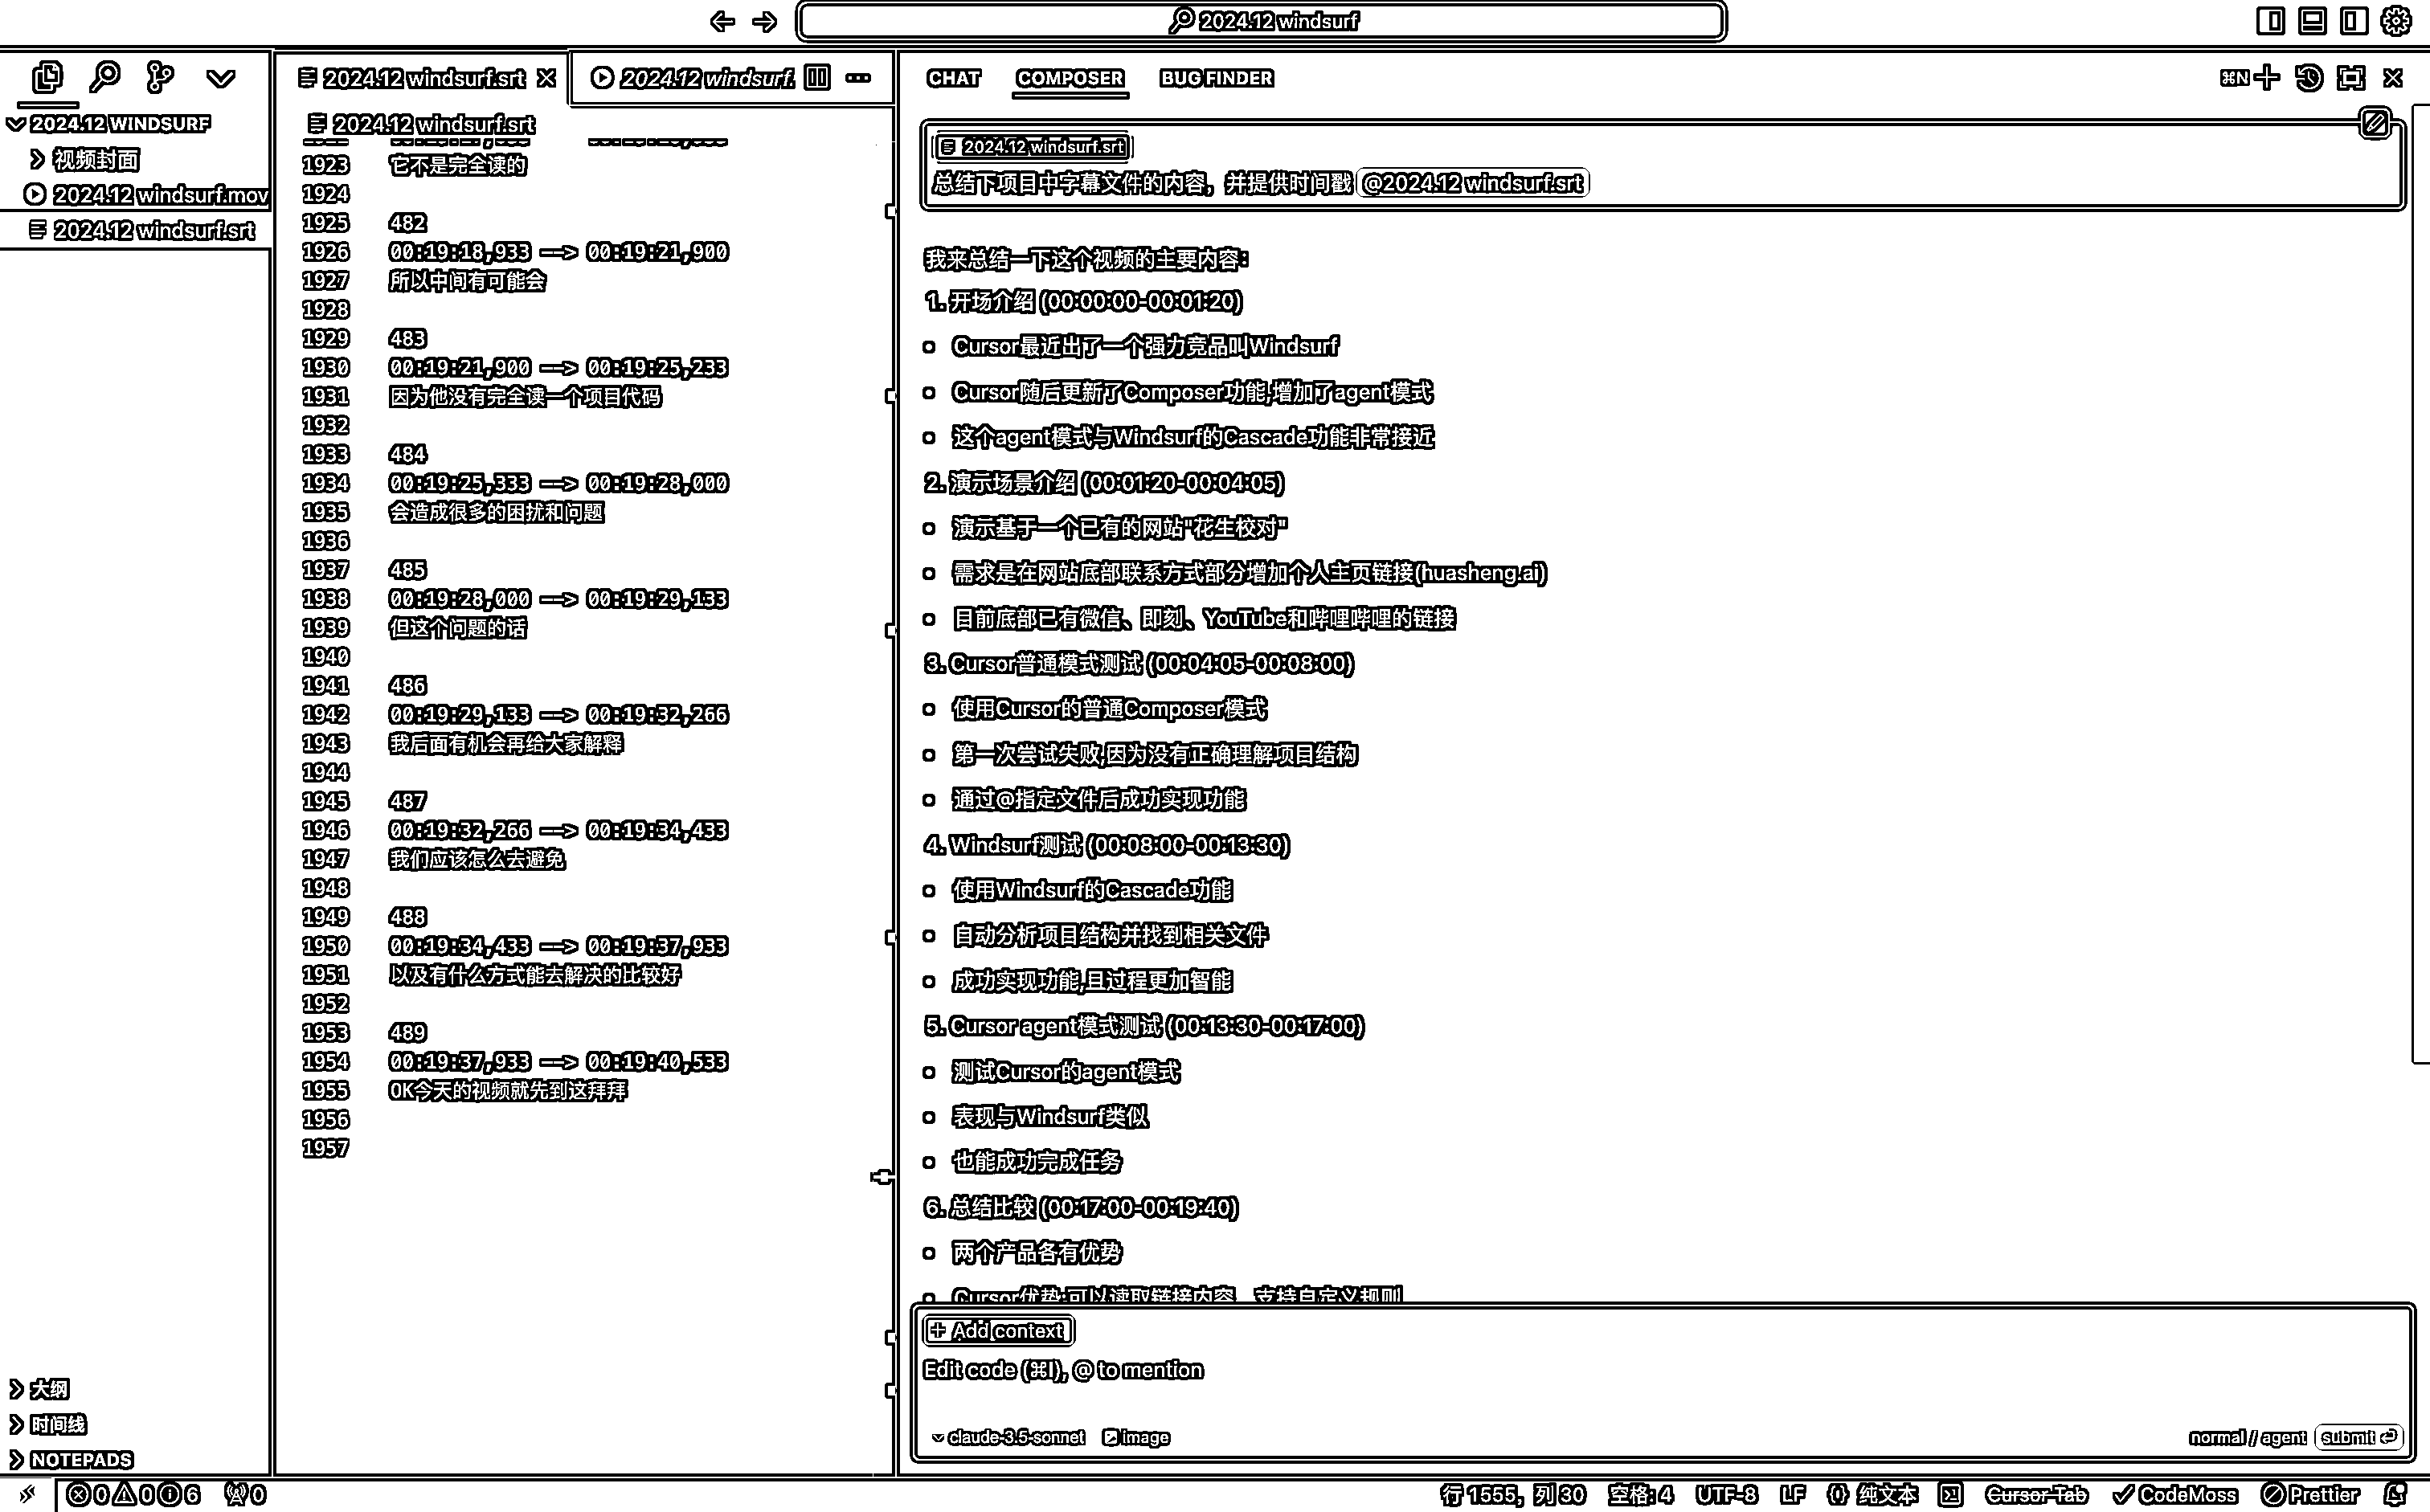 2024.12 windsurf
2024.12 WINDSURF
视频封面
2024.12 windsurf.mov
2024.12 windsurf.srt
大纲
时间线
NOTEPADS
2024.12 windsurf.srt
2024.12 windsurf.
2024.12 windsurf.srt
1923 它不是完全读的
1924
1925 482
1926 00:19:18,933 --> 00:19:21,900
1927 所以中间有可能会
1928
1929 483
1930 00:19:21,900 --> 00:19:25,233
1931 因为他没有完全读一个项目代码
1932
1933 484
1934 00:19:25,333 --> 00:19:28,000
1935 会造成很多的困扰和问题
1936
1937 485
1938 00:19:28,000 --> 00:19:29,133
1939 但这个问题的话
1940
1941 486
1942 00:19:29,133 --> 00:19:32,266
1943 我后面有机会再给大家解释
1944
1945 487
1946 00:19:32,266 --> 00:19:34,433
1947 我们应该怎么去避免
1948
1949 488
1950 00:19:34,433 --> 00:19:37,933
1951 以及有什么方式能去解决的比较好
1952
1953 489
1954 00:19:37,933 --> 00:19:40,533
1955 OK今天的视频就先到这拜拜
1956
1957
CHAT COMPOSER BUG FINDER
⌘N
2024.12 windsurf.srt
总结下项目中字幕文件的内容，并提供时间戳 @2024.12 windsurf.srt
我来总结一下这个视频的主要内容:
1. 开场介绍 (00:00:00-00:01:20)
Cursor最近出了一个强力竞品叫Windsurf
Cursor随后更新了Composer功能,增加了agent模式
这个agent模式与Windsurf的Cascade功能非常接近
2. 演示场景介绍 (00:01:20-00:04:05)
演示基于一个已有的网站"花生校对"
需求是在网站底部联系方式部分增加个人主页链接(huasheng.ai)
目前底部已有微信、即刻、YouTube和哔哩哔哩的链接
3. Cursor普通模式测试 (00:04:05-00:08:00)
使用Cursor的普通Composer模式
第一次尝试失败,因为没有正确理解项目结构
通过@指定文件后成功实现功能
4. Windsurf测试 (00:08:00-00:13:30)
使用Windsurf的Cascade功能
自动分析项目结构并找到相关文件
成功实现功能,且过程更加智能
5. Cursor agent模式测试 (00:13:30-00:17:00)
测试Cursor的agent模式
表现与Windsurf类似
也能成功完成任务
6. 总结比较 (00:17:00-00:19:40)
两个产品各有优势
Cursor优势:可以读取链接内容、支持自定义规则
+ Add context
Edit code (⌘I), @ to mention
claude-3.5-sonnet image
normal / agent submit
0 0 6 0
行 1555，列 30 空格: 4 UTF-8 LF {} 纯文本 Cursor Tab CodeMoss Prettier